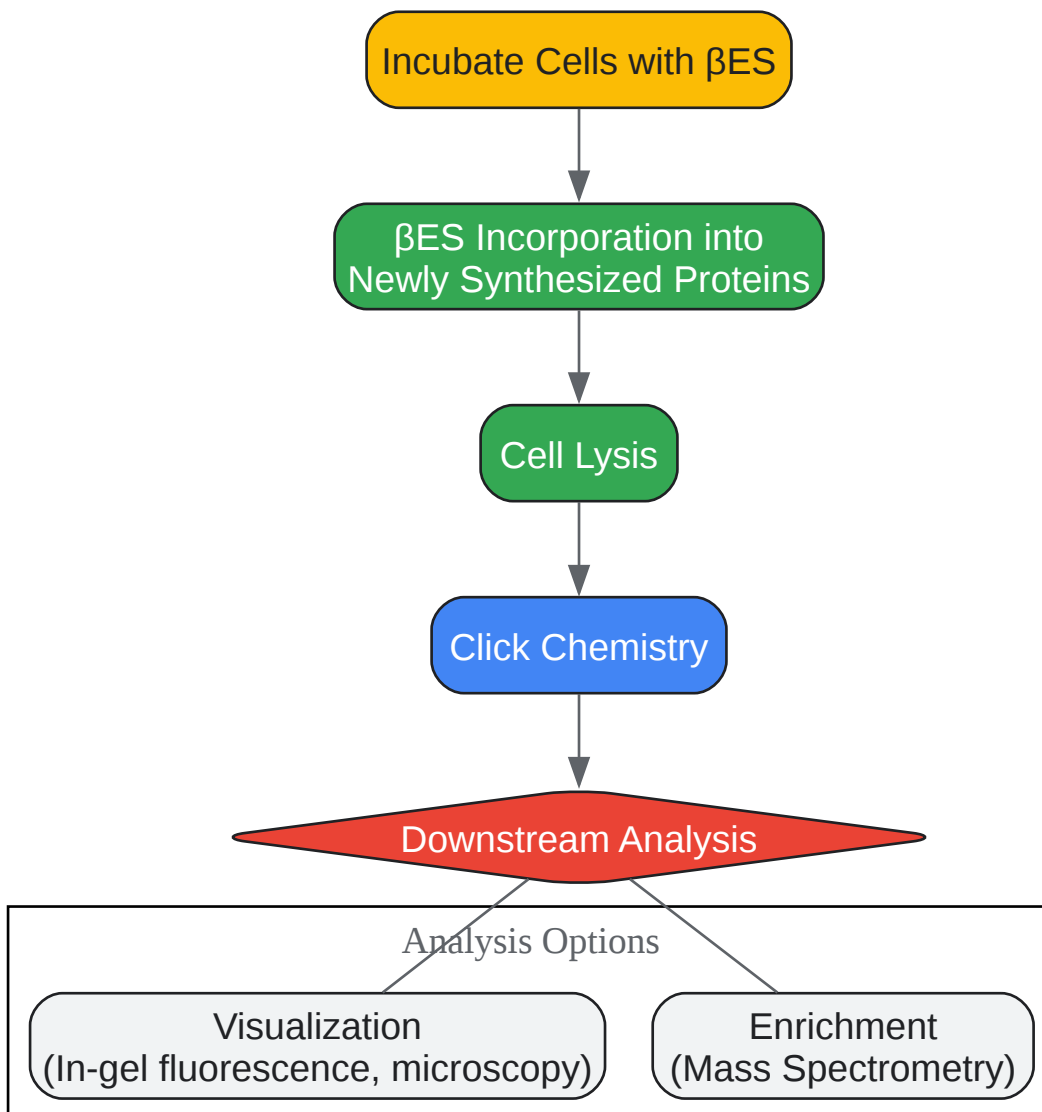 Incubate Cells with βES
βES Incorporation into
Newly Synthesized Proteins
Cell Lysis
Click Chemistry
Downstream Analysis
Analysis Options
Visualization
(In-gel fluorescence, microscopy)
Enrichment
(Mass Spectrometry)